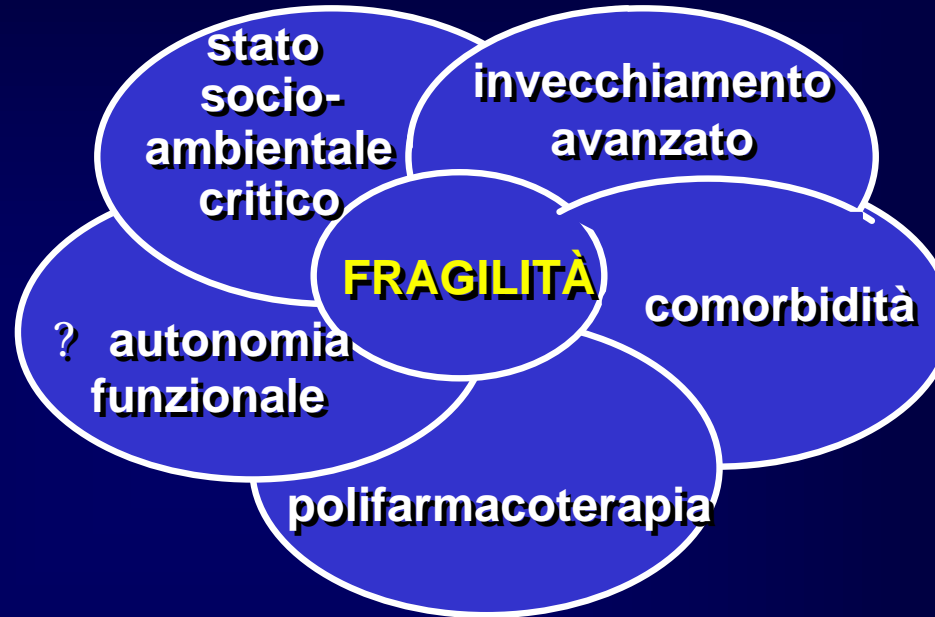 stato
socio-
ambientale
critico
invecchiamento
avanzato
FRAGILITÀ
comorbidità
? autonomia
funzionale
polifarmacoterapia